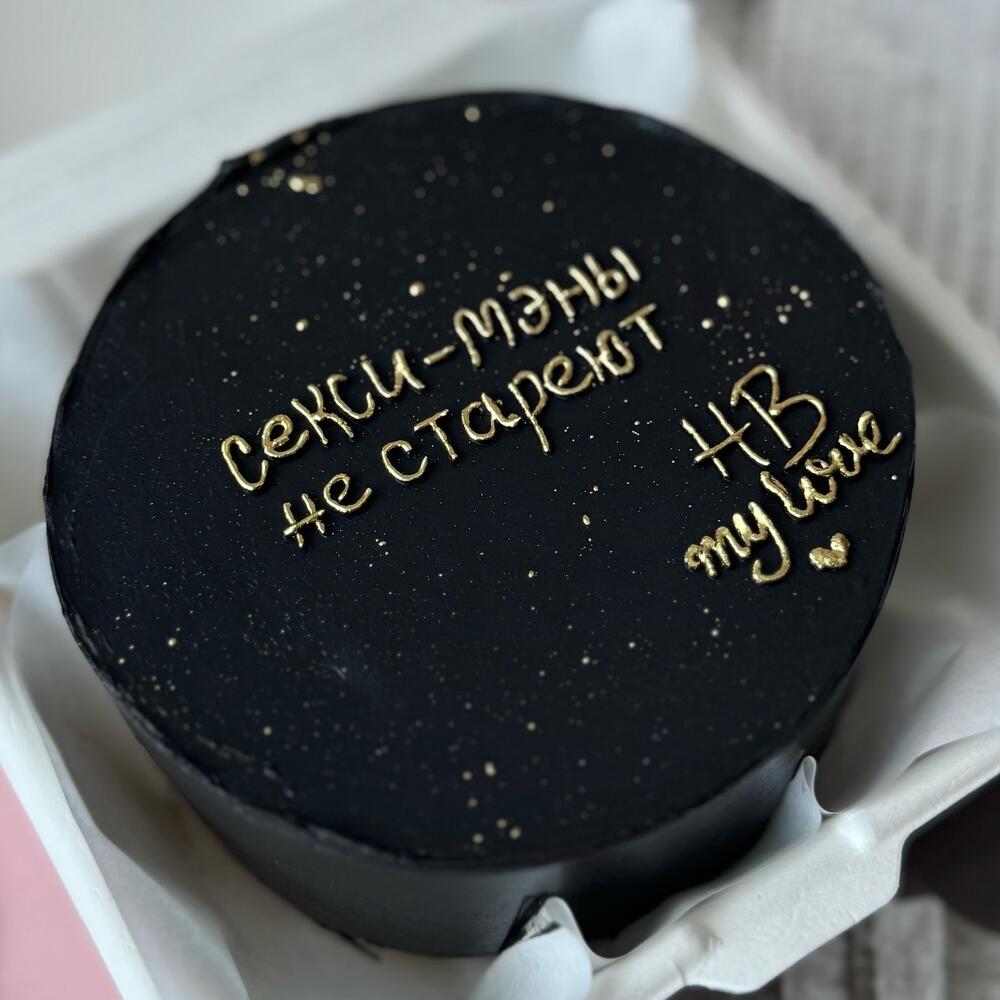 секси-мэны
не стареют
HB
my love